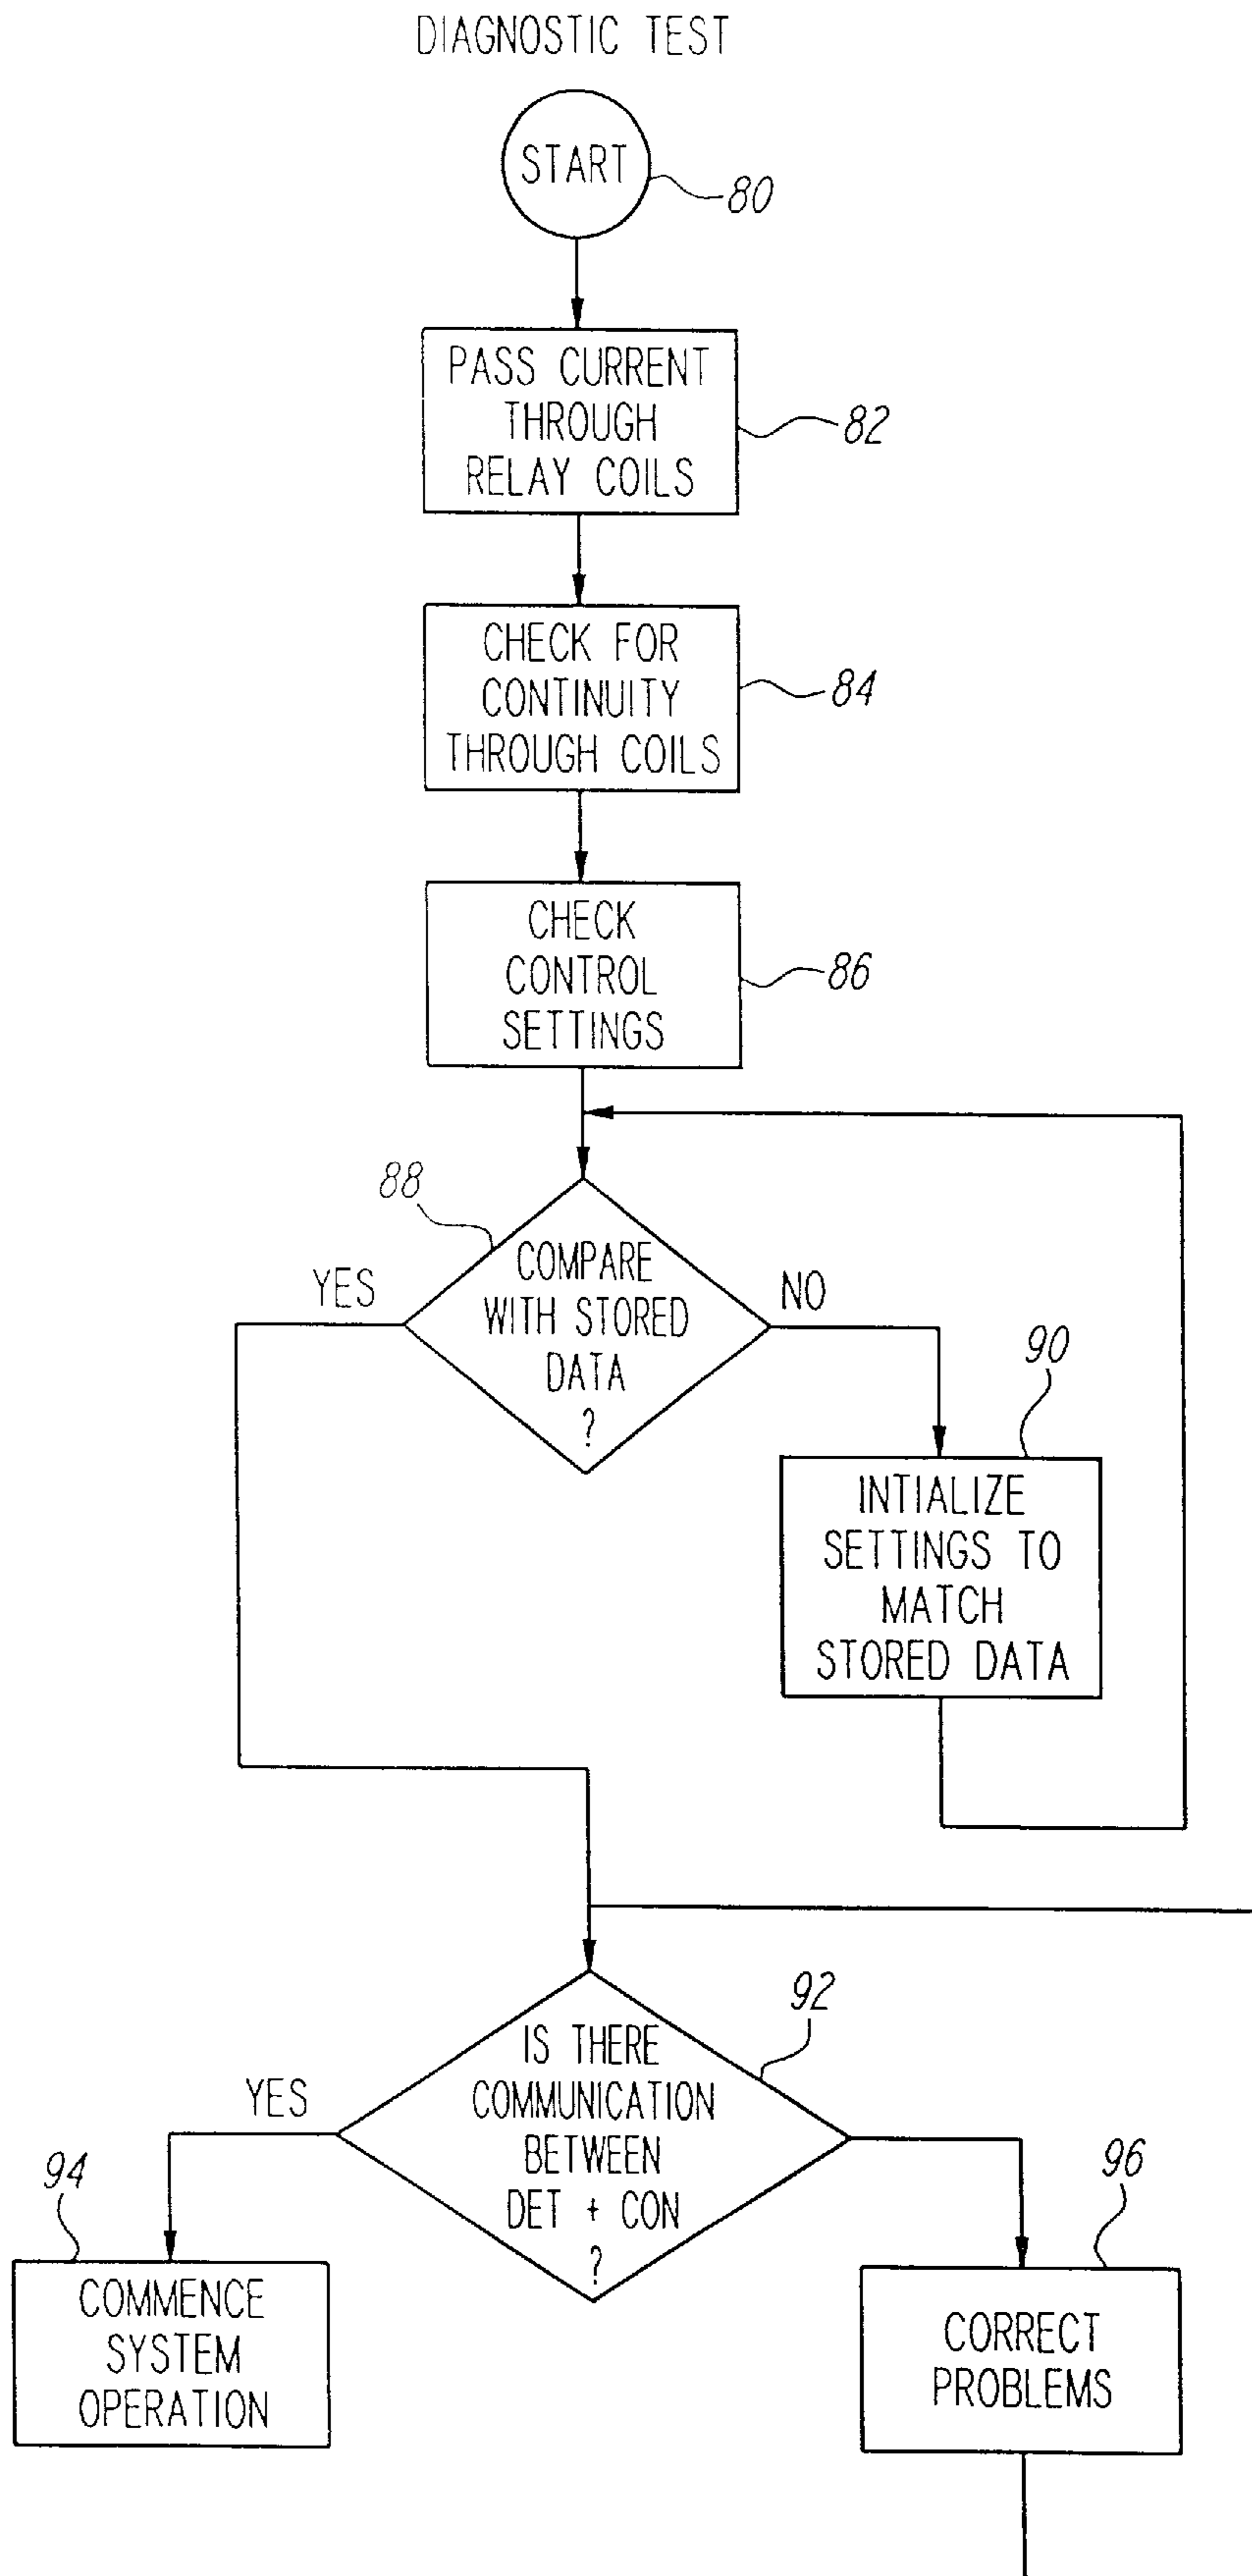 DIAGNOSTIC TEST
START
80
PASS CURRENT
THROUGH
RELAY COILS
82
CHECK FOR
CONTINUITY
THROUGH COILS
84
CHECK
CONTROL
SETTINGS
86
88
COMPARE
WITH STORED
DATA
?
YES
NO
90
INTIALIZE
SETTINGS TO
MATCH
STORED DATA
92
IS THERE
COMMUNICATION
BETWEEN
DET + CON
?
YES
94
COMMENCE
SYSTEM
OPERATION
96
CORRECT
PROBLEMS